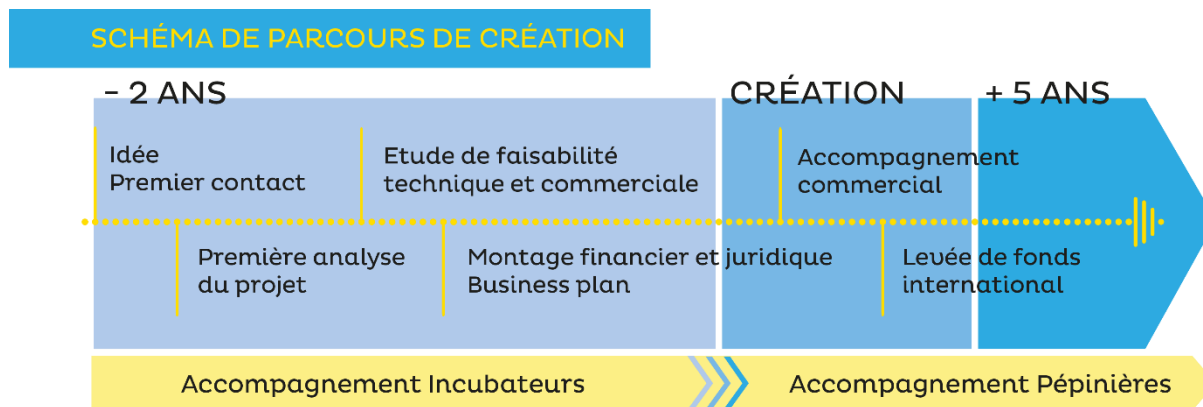 SCHÉMA DE PARCOURS DE CRÉATION
– 2 ANS
CRÉATION
+ 5 ANS
Idée
Premier contact
Etude de faisabilité
technique et commerciale
Accompagnement
commercial
Première analyse
du projet
Montage financier et juridique
Business plan
Levée de fonds
international
Accompagnement Incubateurs
Accompagnement Pépinières